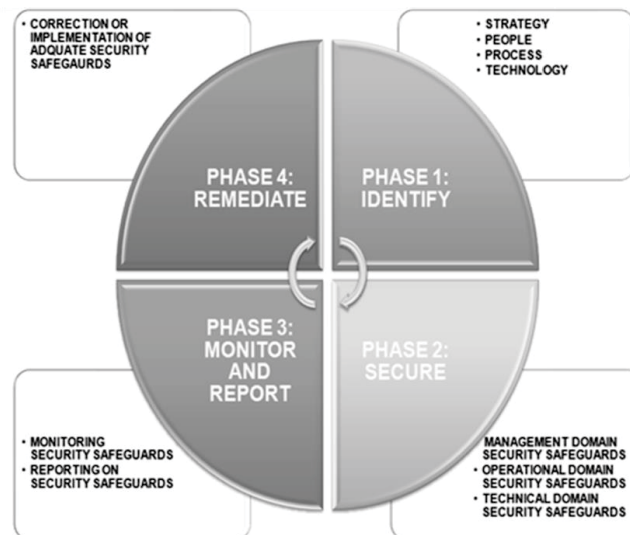 • CORRECTION OR
IMPLEMENTATION OF
ADQUATE SECURITY
SAFEGAURDS
• STRATEGY
• PEOPLE
• PROCESS
• TECHNOLOGY
PHASE 4:
REMEDIATE
PHASE 1:
IDENTIFY
PHASE 3:
MONITOR
AND
REPORT
PHASE 2:
SECURE
• MONITORING
SECURITY SAFEGUARDS
• REPORTING ON
SECURITY SAFEGUARDS
MANAGEMENT DOMAIN
SECURITY SAFEGUARDS
• OPERATIONAL DOMAIN
SECURITY SAFEGUARDS
• TECHNICAL DOMAIN
SECURITY SAFEGUARDS